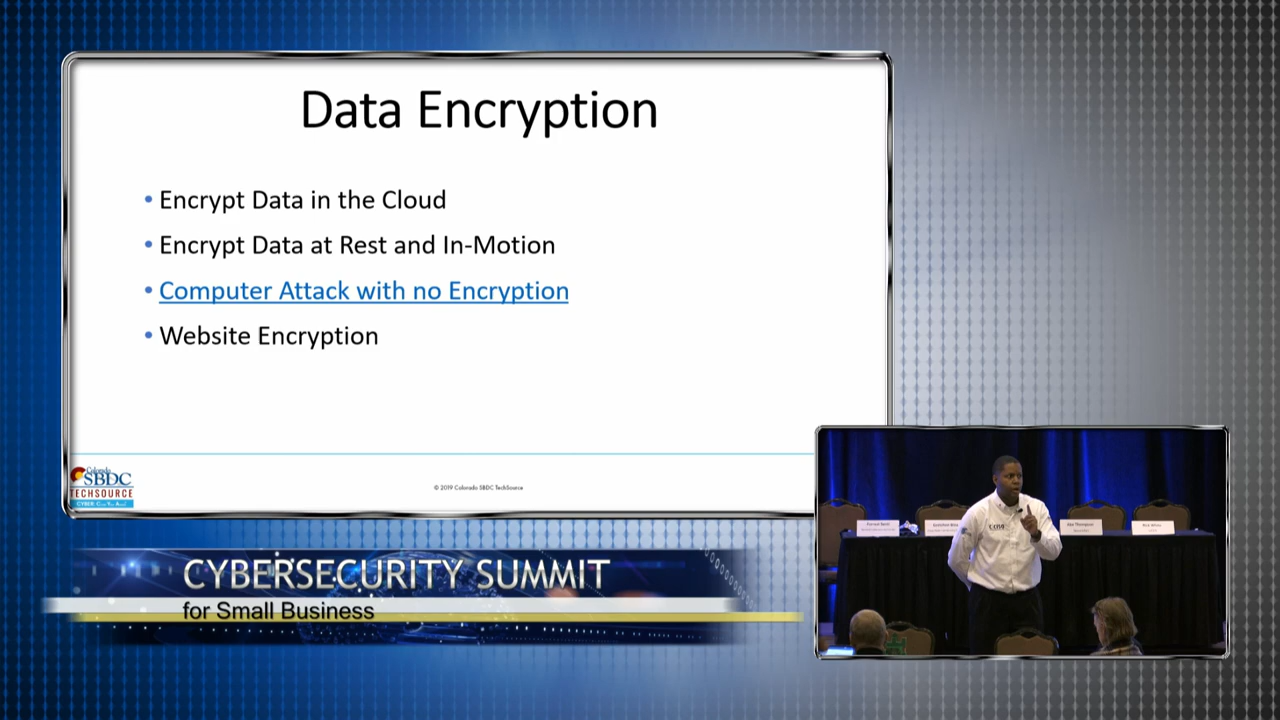 Data Encryption
• Encrypt Data in the Cloud
• Encrypt Data at Rest and In-Motion
• Computer Attack with no Encryption
• Website Encryption
Colorado
SBDC
TECHSOURCE
© 2019 Colorado SBDC TechSource
CYBERSECURITY SUMMIT
for Small Business